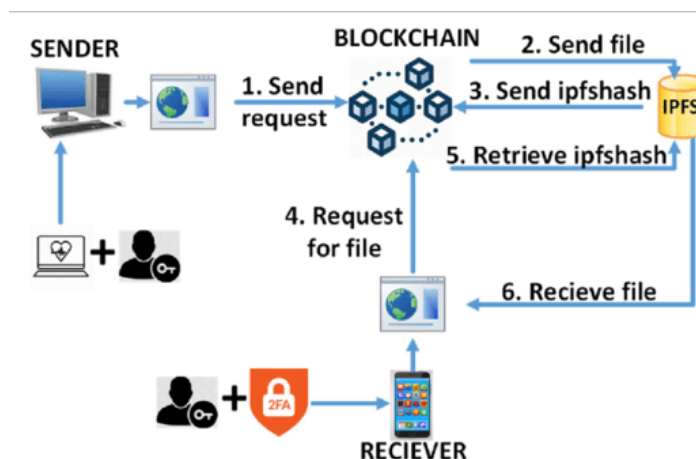 SENDER
BLOCKCHAIN
2. Send file
1. Send
request
3. Send ipfshash
IPFS
5. Retrieve ipfshash
4. Request
for file
6. Recieve file
2FA
RECIEVER